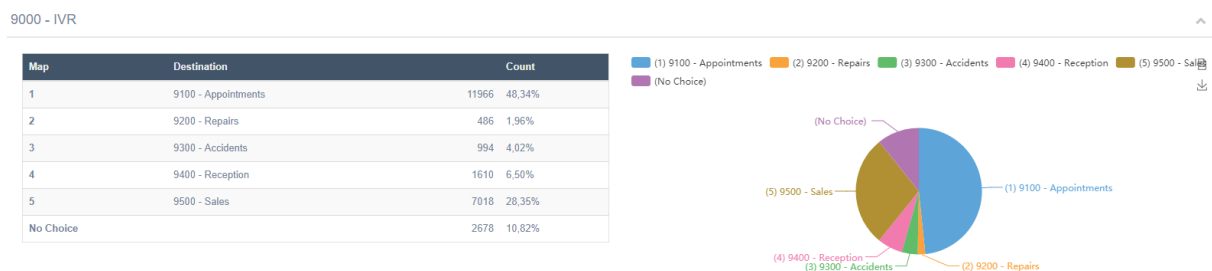 9000 - IVR
Map Destination Count
1 9100 - Appointments 11966 48,34%
2 9200 - Repairs 486 1,96%
3 9300 - Accidents 994 4,02%
4 9400 - Reception 1610 6,50%
5 9500 - Sales 7018 28,35%
No Choice 2678 10,82%
(1) 9100 - Appointments (2) 9200 - Repairs (3) 9300 - Accidents (4) 9400 - Reception (5) 9500 - Sales
(No Choice)
(No Choice)
(1) 9100 - Appointments
(5) 9500 - Sales
(4) 9400 - Reception
(3) 9300 - Accidents
(2) 9200 - Repairs